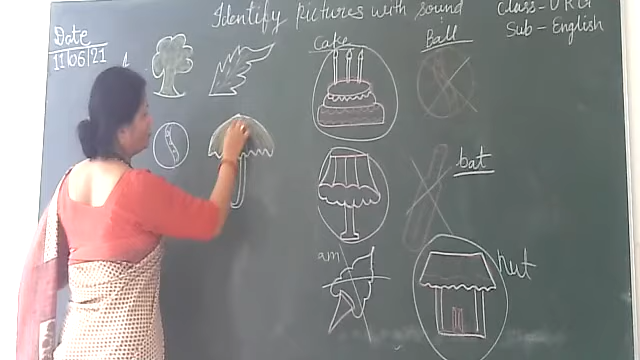 Identify pictures with sound
Class - UKG
Sub - English
Date
11/06/21
Cake
Ball
bat
am
hut